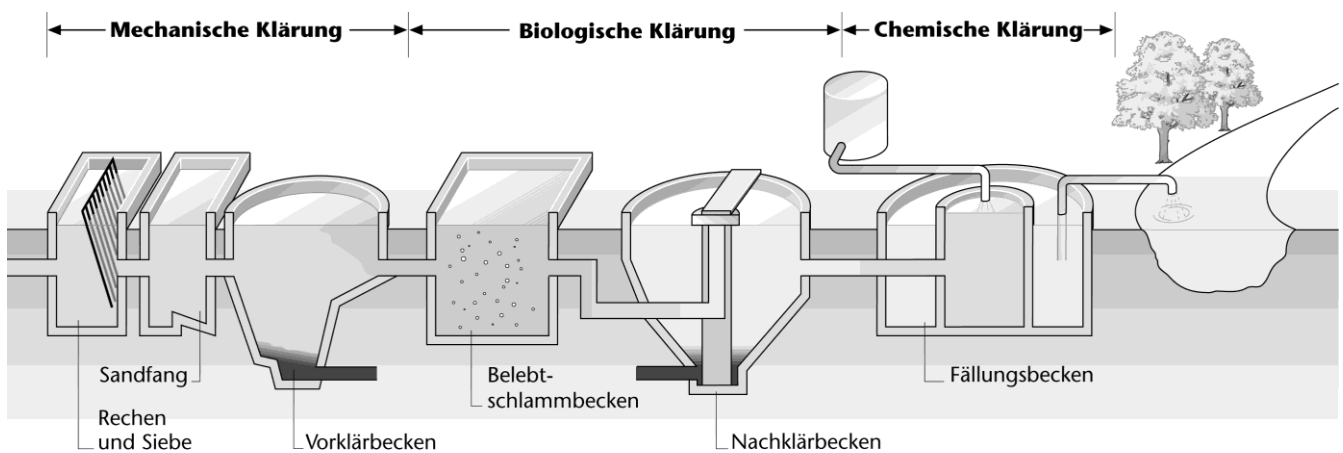 Mechanische Klärung
Biologische Klärung
Chemische Klärung
Sandfang
Rechen
und Siebe
Vorklärbecken
Belebt-
schlammbecken
Nachklärbecken
Fällungsbecken